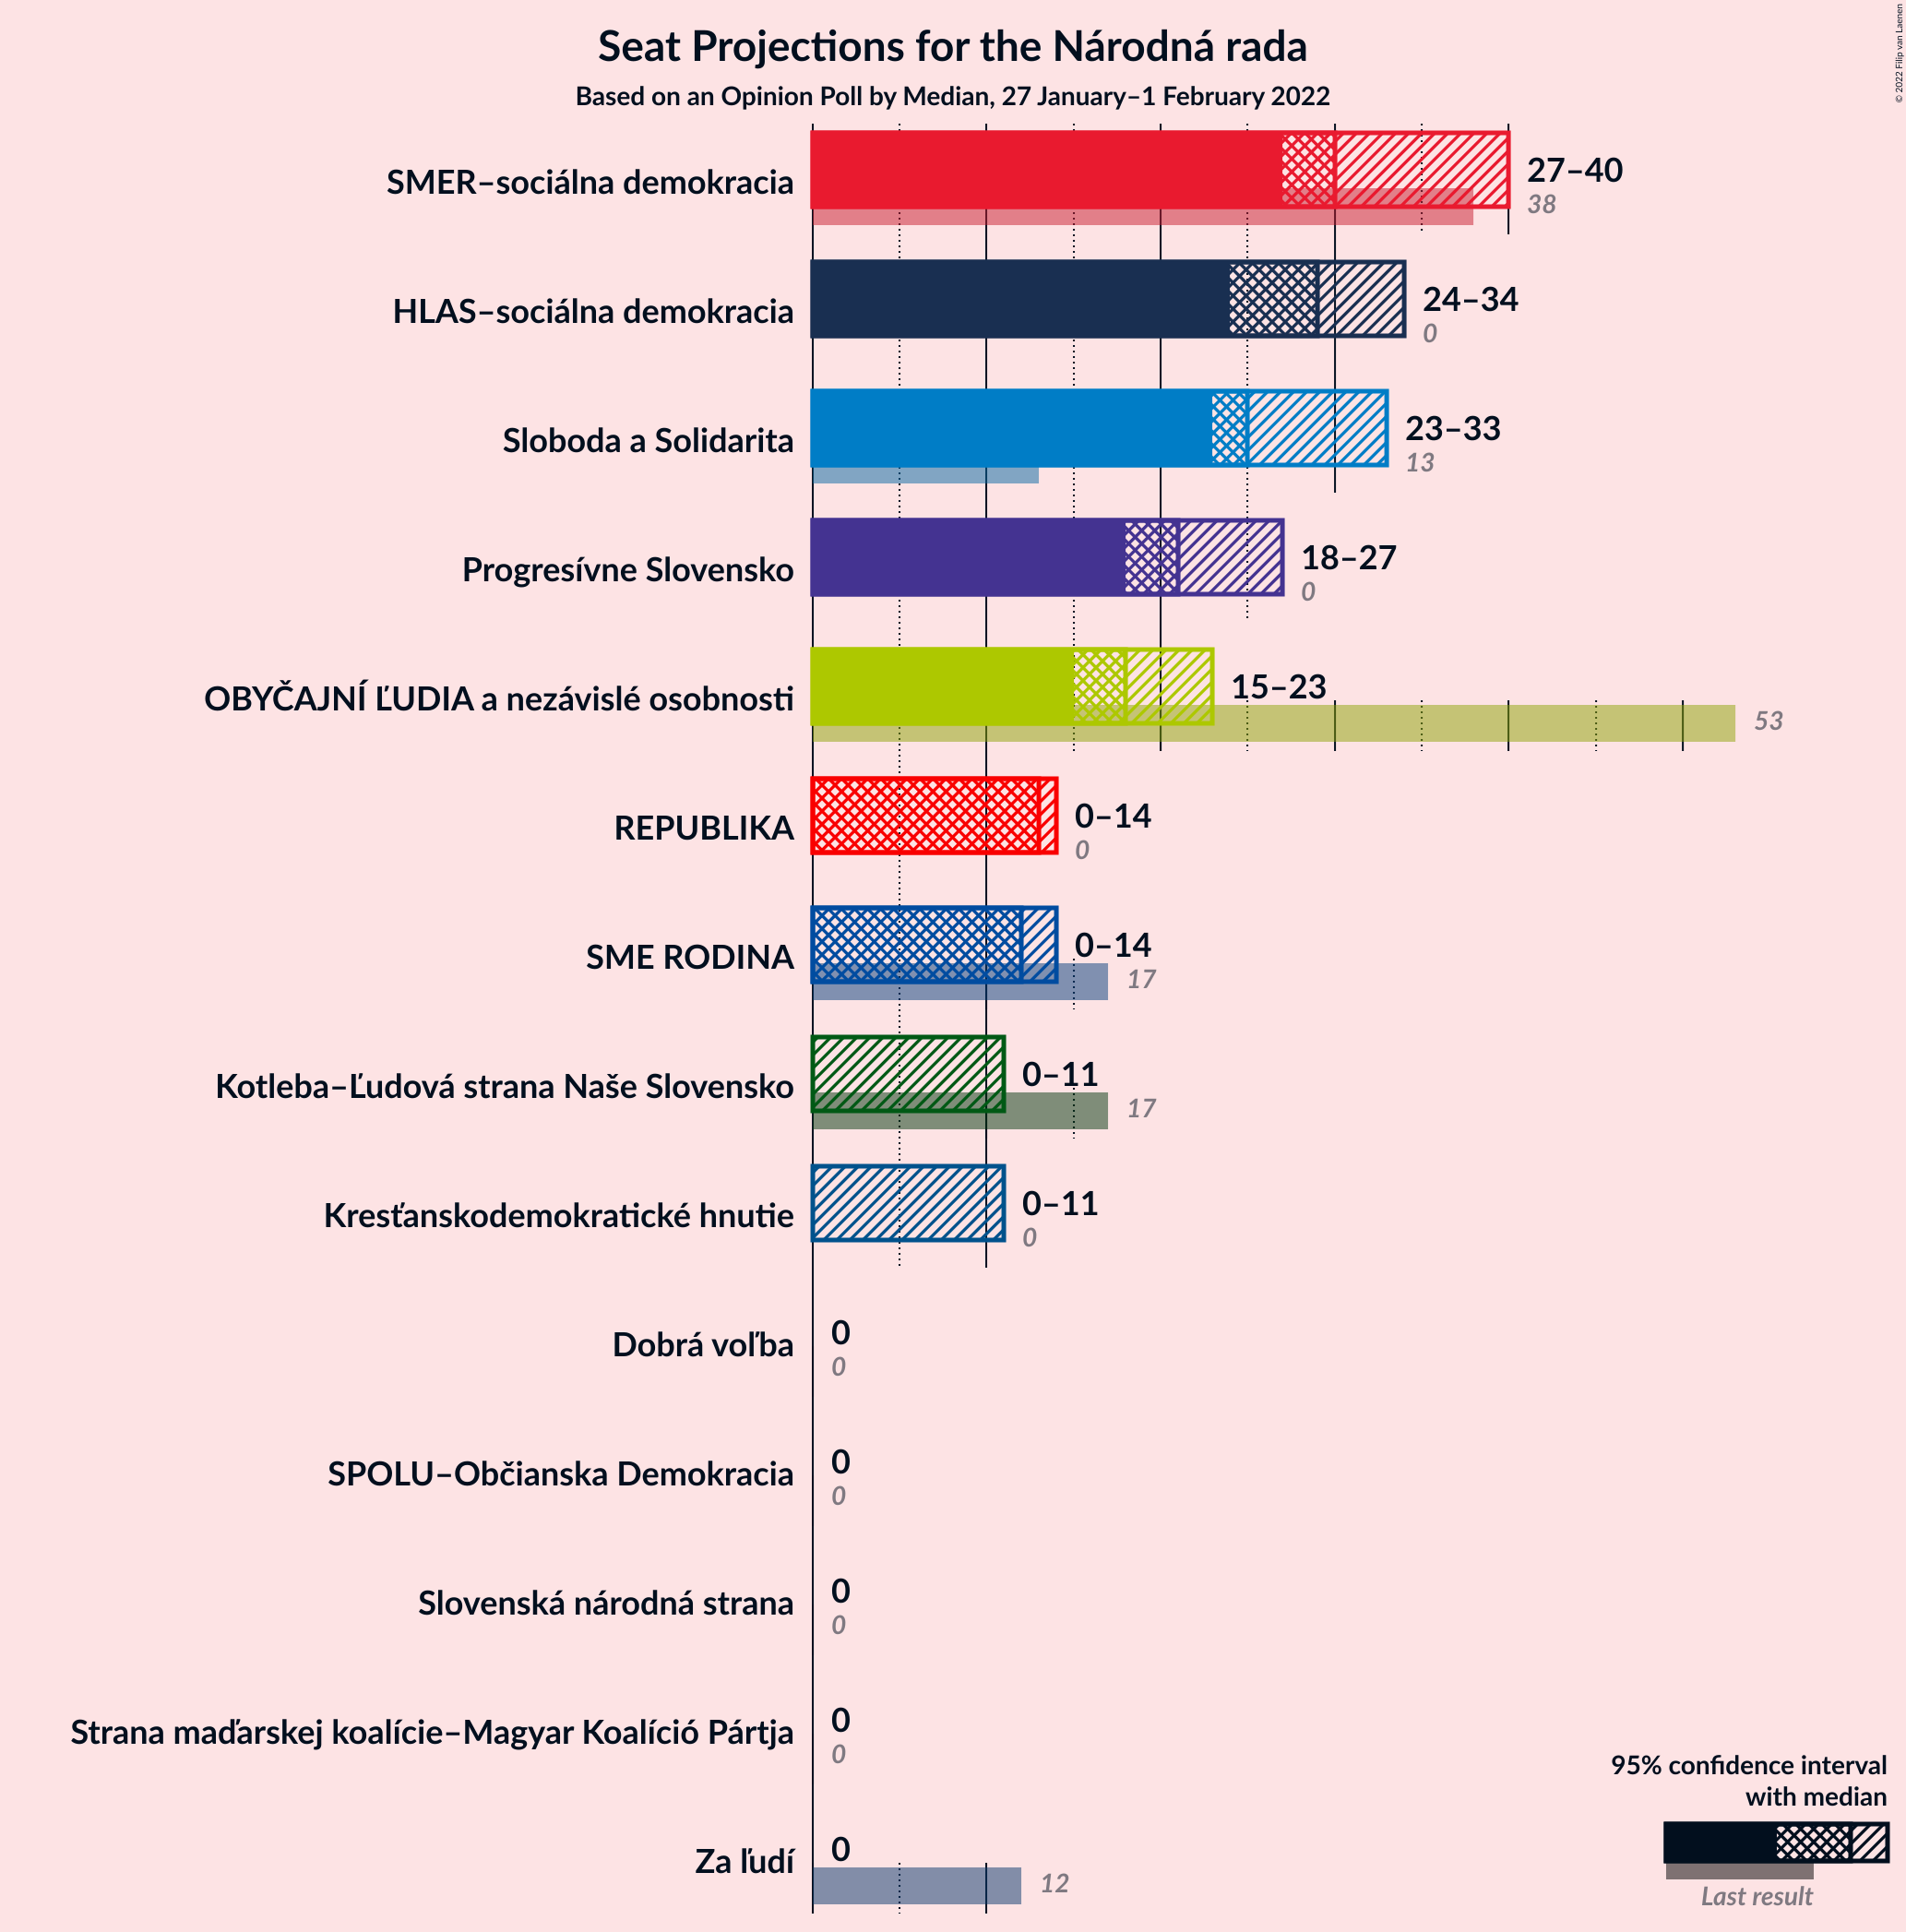 Seat Projections for the Národná rada
Based on an Opinion Poll by Median, 27 January–1 February 2022
© 2022 Filip van Laenen
SMER–sociálna demokracia
27–40
38
HLAS–sociálna demokracia
24–34
0
Sloboda a Solidarita
23–33
13
Progresívne Slovensko
18–27
0
OBYČAJNÍ ĽUDIA a nezávislé osobnosti
15–23
53
REPUBLIKA
0–14
0
SME RODINA
0–14
17
Kotleba–Ľudová strana Naše Slovensko
0–11
17
Kresťanskodemokratické hnutie
0–11
0
Dobrá voľba
0
0
SPOLU–Občianska Demokracia
0
0
Slovenská národná strana
0
0
Strana maďarskej koalície–Magyar Koalíció Pártja
0
0
Za ľudí
0
12
95% confidence interval
with median
Last result